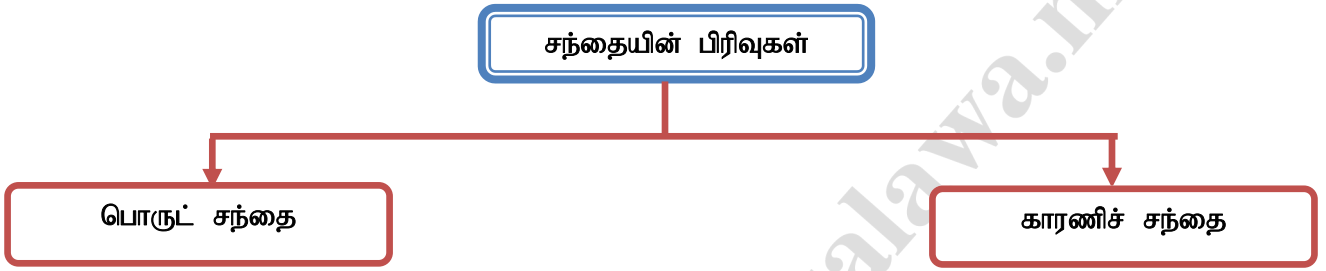 சந்தையின் பிரிவுகள்
பொருட் சந்தை
காரணிச் சந்தை